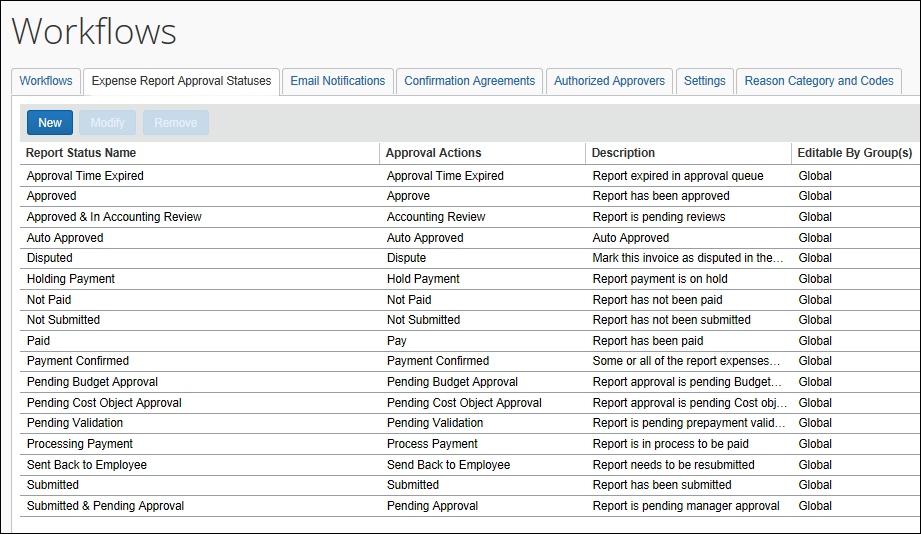 Workflows
Workflows Expense Report Approval Statuses Email Notifications Confirmation Agreements Authorized Approvers Settings Reason Category and Codes
New Modify Remove
Report Status Name Approval Actions Description Editable By Group(s)
Approval Time Expired Approval Time Expired Report expired in approval queue Global
Approved Approve Report has been approved Global
Approved & In Accounting Review Accounting Review Report is pending reviews Global
Auto Approved Auto Approved Auto Approved Global
Disputed Dispute Mark this invoice as disputed in the... Global
Holding Payment Hold Payment Report payment is on hold Global
Not Paid Not Paid Report has not been paid Global
Not Submitted Not Submitted Report has not been submitted Global
Paid Pay Report has been paid Global
Payment Confirmed Payment Confirmed Some or all of the report expenses... Global
Pending Budget Approval Pending Budget Approval Report approval is pending Budget... Global
Pending Cost Object Approval Pending Cost Object Approval Report approval is pending Cost obj... Global
Pending Validation Pending Validation Report is pending prepayment valid... Global
Processing Payment Process Payment Report is in process to be paid Global
Sent Back to Employee Send Back to Employee Report needs to be resubmitted Global
Submitted Submitted Report has been submitted Global
Submitted & Pending Approval Pending Approval Report is pending manager approval Global